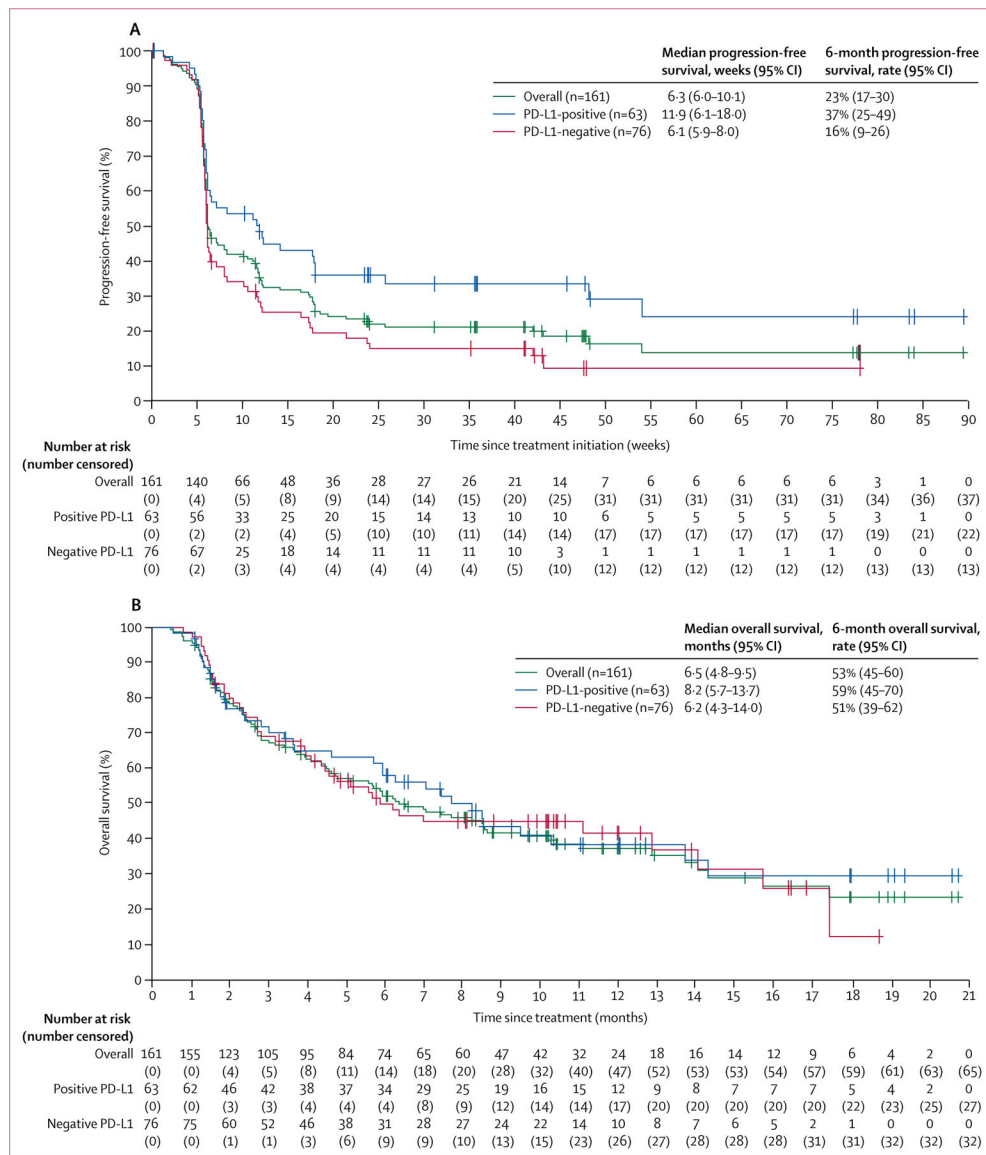 A
Median progression-free 6-month progression-free
survival, weeks (95% CI) survival, rate (95% CI)
Overall (n=161) 6·3 (6·0–10·1) 23% (17–30)
PD-L1-positive (n=63) 11·9 (6·1–18·0) 37% (25–49)
PD-L1-negative (n=76) 6·1 (5·9–8·0) 16% (9–26)
Progression-free survival (%)
100
90
80
70
60
50
40
30
20
10
0
0 5 10 15 20 25 30 35 40 45 50 55 60 65 70 75 80 85 90
Time since treatment initiation (weeks)
Number at risk
(number censored)
Overall 161 140 66 48 36 28 27 26 21 14 7 6 6 6 6 6 3 1 0
(0) (4) (5) (8) (9) (14) (14) (15) (20) (25) (31) (31) (31) (31) (31) (31) (34) (36) (37)
Positive PD-L1 63 56 33 25 20 15 14 13 10 10 6 5 5 5 5 5 3 1 0
(0) (2) (2) (4) (5) (10) (10) (11) (14) (14) (17) (17) (17) (17) (17) (17) (19) (21) (22)
Negative PD-L1 76 67 25 18 14 11 11 11 10 3 1 1 1 1 1 1 0 0 0
(0) (2) (3) (4) (4) (4) (4) (4) (5) (10) (12) (12) (12) (12) (12) (12) (13) (13) (13)
B
Median overall survival, 6-month overall survival,
months (95% CI) rate (95% CI)
Overall (n=161) 6·5 (4·8–9·5) 53% (45–60)
PD-L1-positive (n=63) 8·2 (5·7–13·7) 59% (45–70)
PD-L1-negative (n=76) 6·2 (4·3–14·0) 51% (39–62)
Overall survival (%)
100
90
80
70
60
50
40
30
20
10
0
0 1 2 3 4 5 6 7 8 9 10 11 12 13 14 15 16 17 18 19 20 21
Time since treatment (months)
Number at risk
(number censored)
Overall 161 155 123 105 95 84 74 65 60 47 42 32 24 18 16 14 12 9 6 4 2 0
(0) (0) (4) (5) (8) (11) (14) (18) (20) (28) (32) (40) (47) (52) (53) (53) (54) (57) (59) (61) (63) (65)
Positive PD-L1 63 62 46 42 38 37 34 29 25 19 16 15 12 9 8 7 7 7 5 4 2 0
(0) (0) (3) (3) (4) (4) (4) (8) (9) (12) (14) (14) (17) (20) (20) (20) (20) (20) (22) (23) (25) (27)
Negative PD-L1 76 75 60 52 46 38 31 28 27 24 22 14 10 8 7 6 5 2 1 0 0 0
(0) (0) (1) (1) (3) (6) (9) (9) (10) (13) (15) (23) (26) (27) (28) (28) (28) (31) (31) (32) (32) (32)